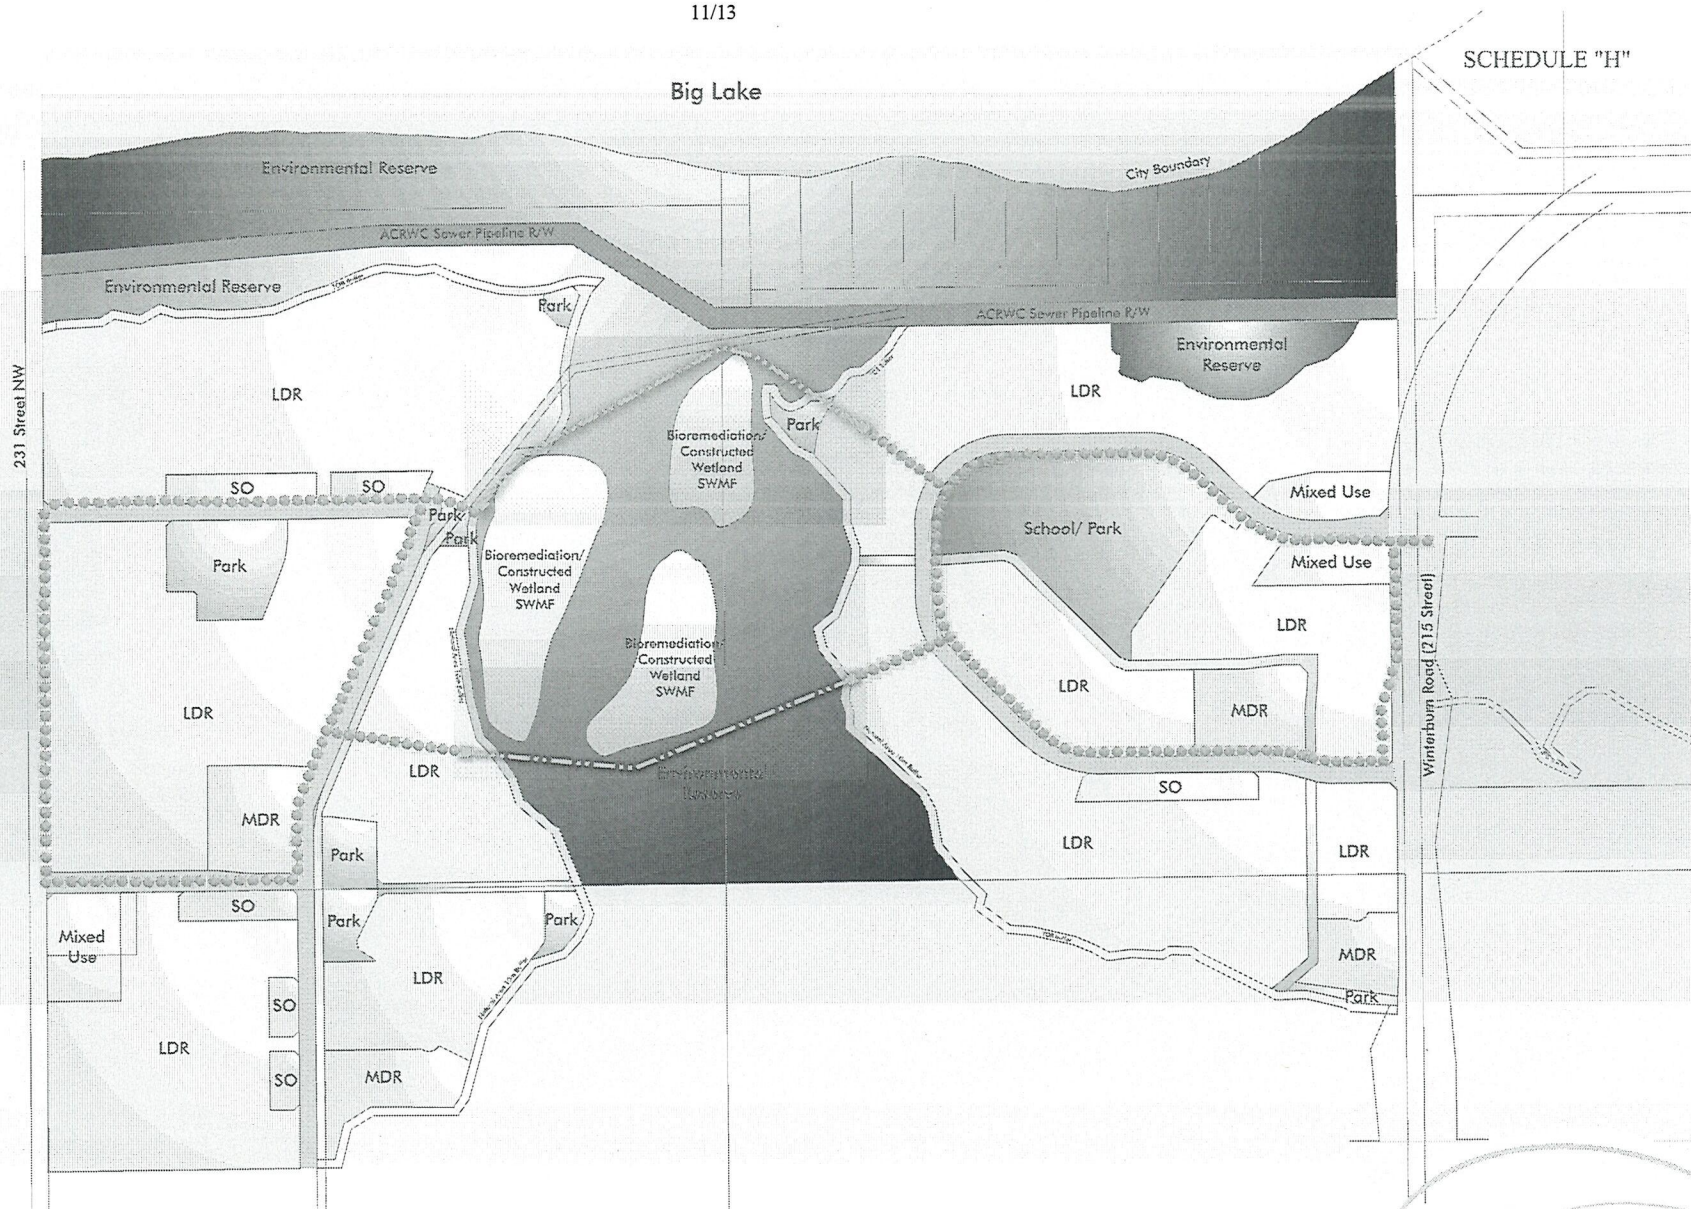 11/13
SCHEDULE "H"
Big Lake
City Boundary
Environmental Reserve
ACRWC Sewer Pipeline R/W
Environmental Reserve
Park
ACRWC Sewer Pipeline R/W
Environmental
Reserve
LDR
LDR
231 Street NW
Park
Bioremediation/
Constructed
Wetland
SWMF
SO
SO
Mixed Use
Park
Park
School/ Park
Bioremediation/
Constructed
Wetland
SWMF
Mixed Use
Park
LDR
Winterburn Road (215 Street)
Bioremediation/
Constructed
Wetland
SWMF
LDR
MDR
LDR
LDR
Environmental
Reserve
SO
MDR
LDR
LDR
Park
SO
Park
Park
Mixed
Use
MDR
LDR
Park
SO
LDR
SO
MDR